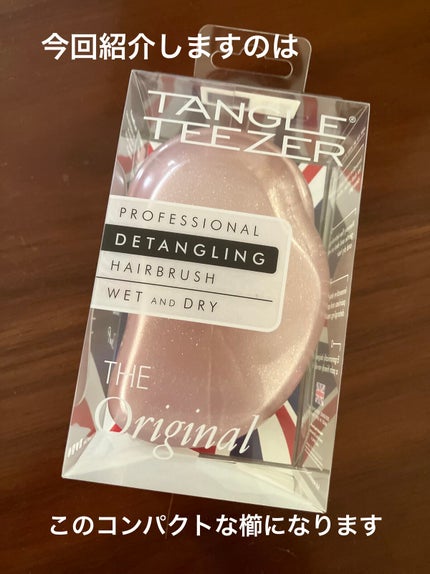 今回紹介しますのは
TANGLE®
TEEZER
PROFESSIONAL
DETANGLING
HAIRBRUSH
WET AND DRY
THE
Original
このコンパクトな櫛になります